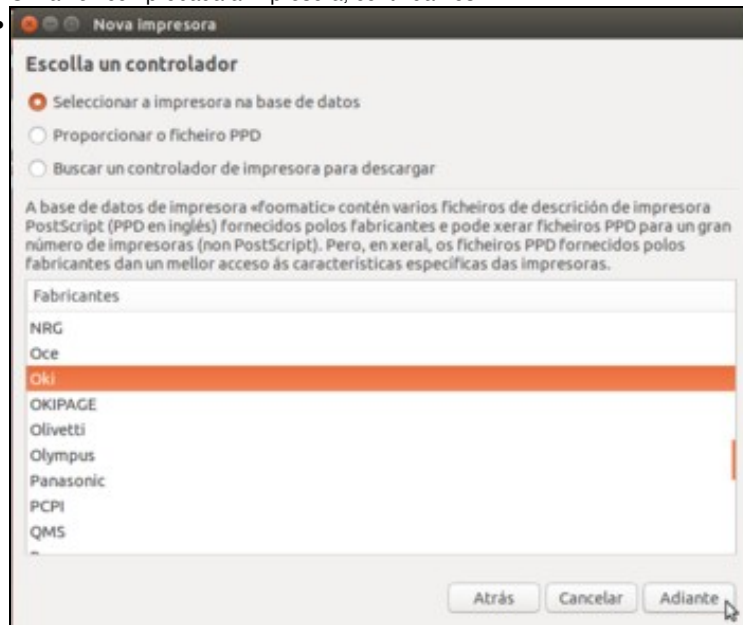 Nova impresora
Escolla un controlador
Seleccionar a impresora na base de datos
Proporcionar o ficheiro PPD
Buscar un controlador de impresora para descargar
A base de datos de impresora «foomatic» contén varios ficheiros de descrición de impresora
PostScript (PPD en inglés) fornecidos polos fabricantes e pode xerar ficheiros PPD para un gran
número de impresoras (non PostScript). Pero, en xeral, os ficheiros PPD fornecidos polos
fabricantes dan un mellor acceso ás características específicas das impresoras.
Fabricantes
NRG
Oce
Oki
OKIPAGE
Olivetti
Olympus
Panasonic
PCPI
QMS
Atrás Cancelar Adiante